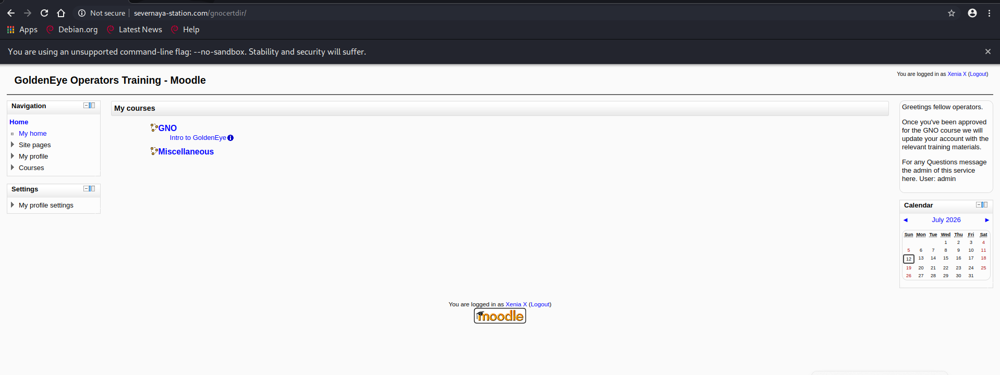 Not secure severnaya-station.com/gnocertdir/
Apps Debian.org Latest News Help
You are using an unsupported command-line flag: --no-sandbox. Stability and security will suffer.
GoldenEye Operators Training - Moodle
You are logged in as Xenia X (Logout)
Navigation
Home
My home
Site pages
My profile
Courses
Settings
My profile settings
My courses
GNO
Intro to GoldenEye
Miscellaneous
Greetings fellow operators.
Once you've been approved
for the GNO course we will
update your account with the
relevant training materials.
For any Questions message
the admin of this service
here. User: admin
Calendar
◄ July 2026 ►
Sun Mon Tue Wed Thu Fri Sat
1 2 3 4
5 6 7 8 9 10 11
12 13 14 15 16 17 18
19 20 21 22 23 24 25
26 27 28 29 30 31
You are logged in as Xenia X (Logout)
moodle